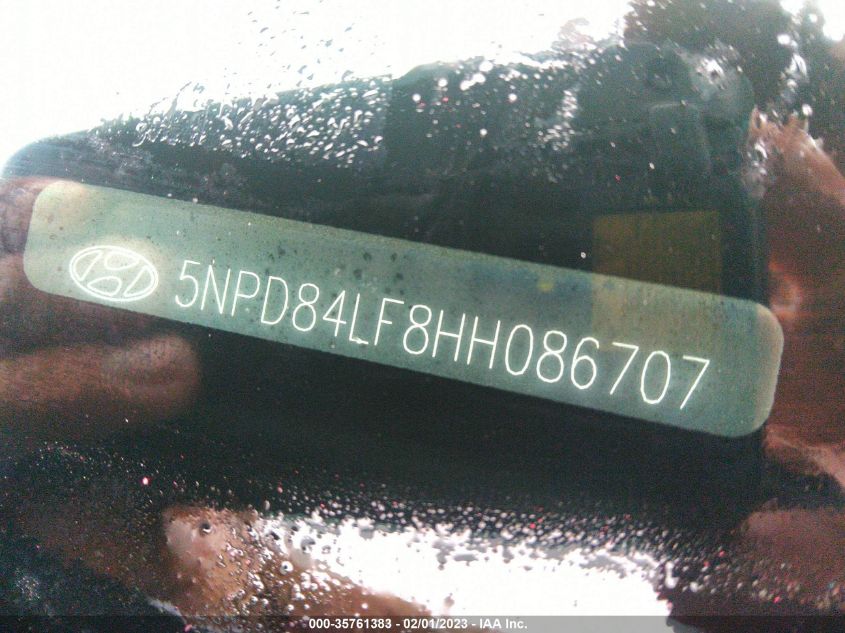 5NPD84LF8HH086707
000-35761383 - 02/01/2023 - IAA Inc.